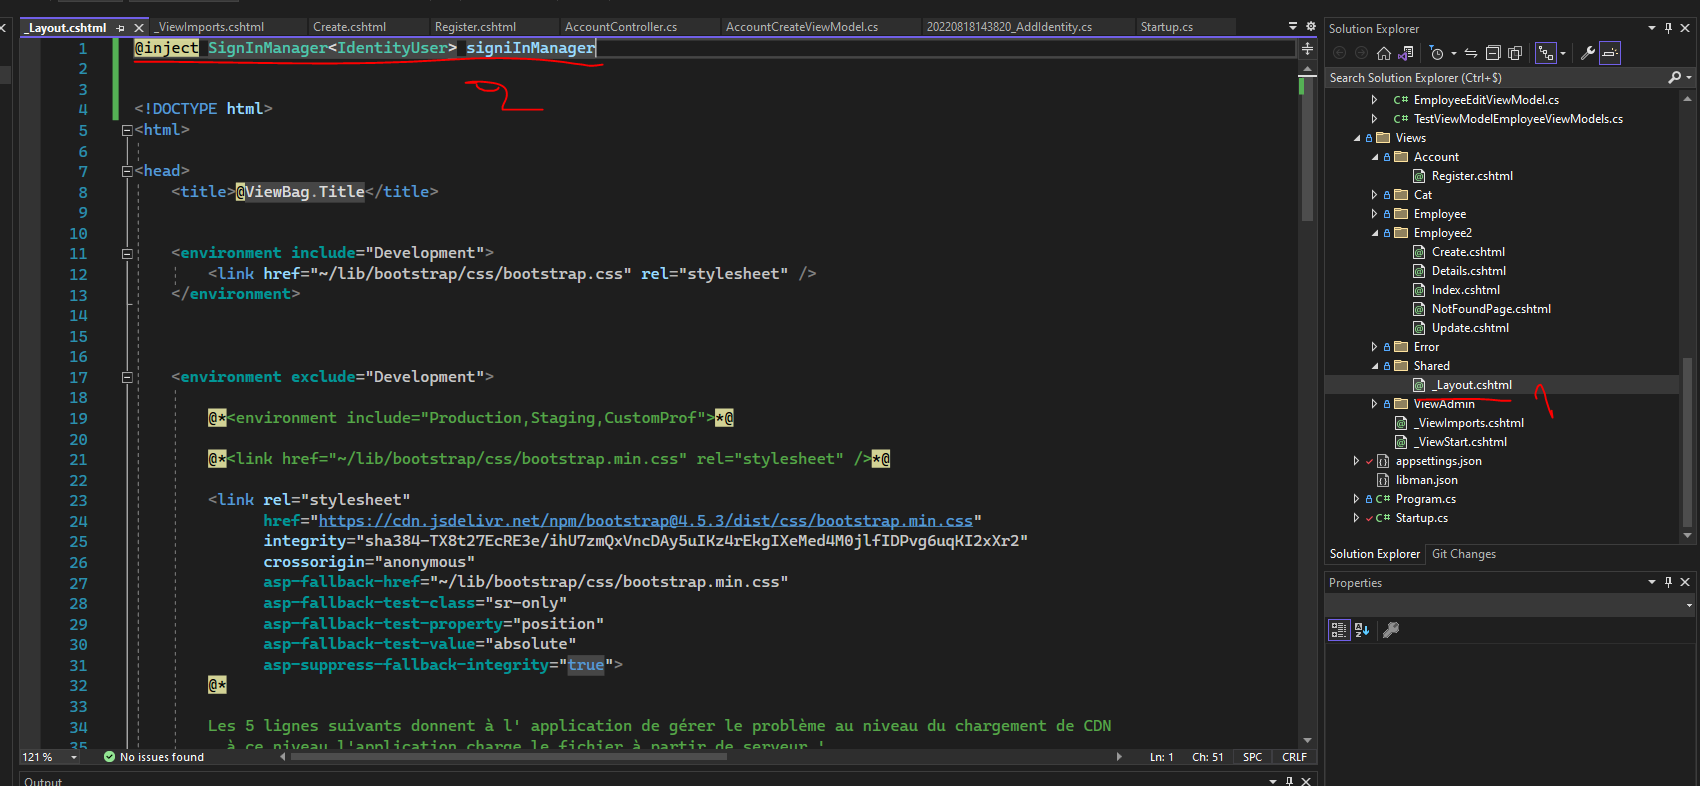 _Layout.cshtml
_ViewImports.cshtml
Create.cshtml
Register.cshtml
AccountController.cs
AccountCreateViewModel.cs
20220818143820_AddIdentity.cs
Startup.cs
1 @inject SignInManager<IdentityUser> signiInManager
2
3
4 <!DOCTYPE html>
5 <html>
6
7 <head>
8 <title>@ViewBag.Title</title>
9
10
11 <environment include="Development">
12 <link href="~/lib/bootstrap/css/bootstrap.css" rel="stylesheet" />
13 </environment>
14
15
16
17 <environment exclude="Development">
18
19 @*<environment include="Production,Staging,CustomProf">*@
20
21 @*<link href="~/lib/bootstrap/css/bootstrap.min.css" rel="stylesheet" />*@
22
23 <link rel="stylesheet"
24 href="https://cdn.jsdelivr.net/npm/bootstrap@4.5.3/dist/css/bootstrap.min.css"
25 integrity="sha384-TX8t27EcRE3e/ihU7zmQxVncDAy5uIKz4rEkgIXeMed4M0jlfIDPvg6uqKI2xXr2"
26 crossorigin="anonymous"
27 asp-fallback-href="~/lib/bootstrap/css/bootstrap.min.css"
28 asp-fallback-test-class="sr-only"
29 asp-fallback-test-property="position"
30 asp-fallback-test-value="absolute"
31 asp-suppress-fallback-integrity="true">
32 @*
33
34 Les 5 lignes suivants donnent à l' application de gérer le problème au niveau du chargement de CDN
35 à ce niveau l'application charge le fichier à partir de serveur '
121 %
No issues found
Ln: 1
Ch: 51
SPC
CRLF
Output
2
Solution Explorer
Search Solution Explorer (Ctrl+$)
C# EmployeeEditViewModel.cs
C# TestViewModelEmployeeViewModels.cs
Views
Account
Register.cshtml
Cat
Employee
Employee2
Create.cshtml
Details.cshtml
Index.cshtml
NotFoundPage.cshtml
Update.cshtml
Error
Shared
_Layout.cshtml
1
ViewAdmin
_ViewImports.cshtml
_ViewStart.cshtml
appsettings.json
libman.json
C# Program.cs
C# Startup.cs
Solution Explorer
Git Changes
Properties